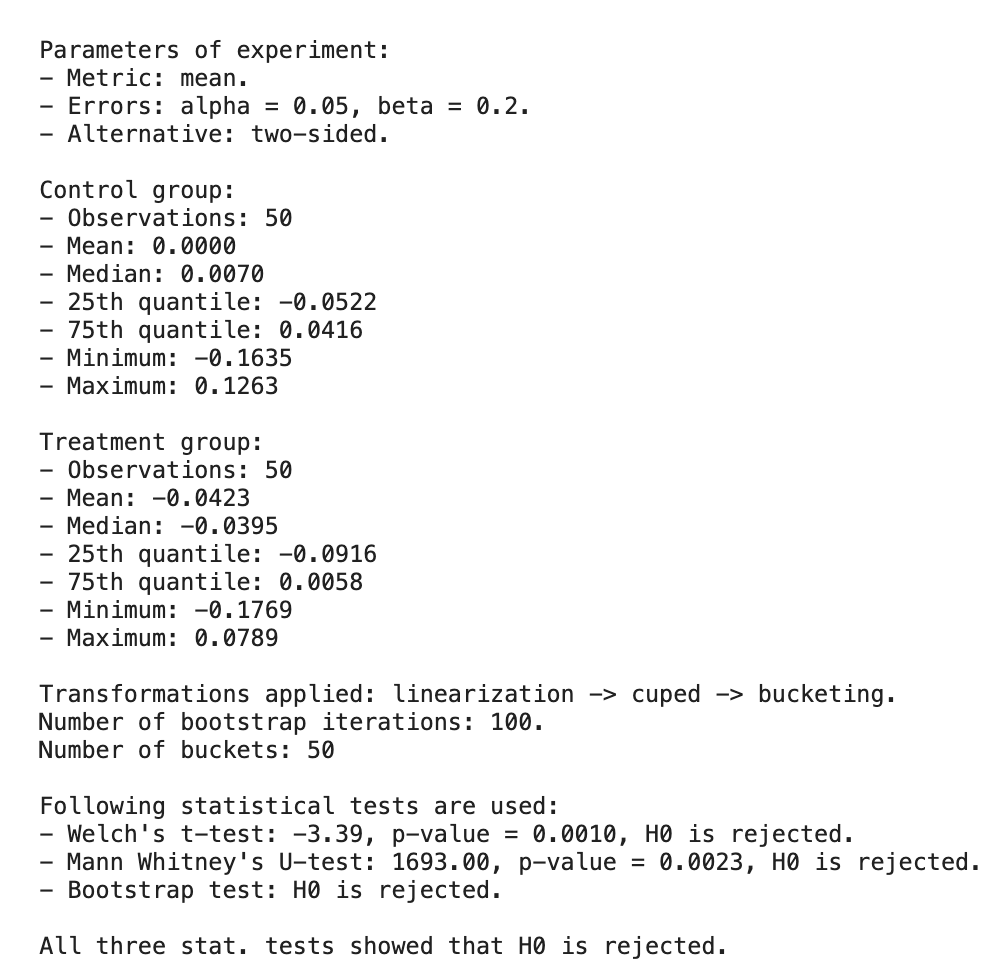 Parameters of experiment:
- Metric: mean.
- Errors: alpha = 0.05, beta = 0.2.
- Alternative: two-sided.
Control group:
- Observations: 50
- Mean: 0.0000
- Median: 0.0070
- 25th quantile: -0.0522
- 75th quantile: 0.0416
- Minimum: -0.1635
- Maximum: 0.1263
Treatment group:
- Observations: 50
- Mean: -0.0423
- Median: -0.0395
- 25th quantile: -0.0916
- 75th quantile: 0.0058
- Minimum: -0.1769
- Maximum: 0.0789
Transformations applied: linearization -> cuped -> bucketing.
Number of bootstrap iterations: 100.
Number of buckets: 50
Following statistical tests are used:
- Welch's t-test: -3.39, p-value = 0.0010, H0 is rejected.
- Mann Whitney's U-test: 1693.00, p-value = 0.0023, H0 is rejected.
- Bootstrap test: H0 is rejected.
All three stat. tests showed that H0 is rejected.